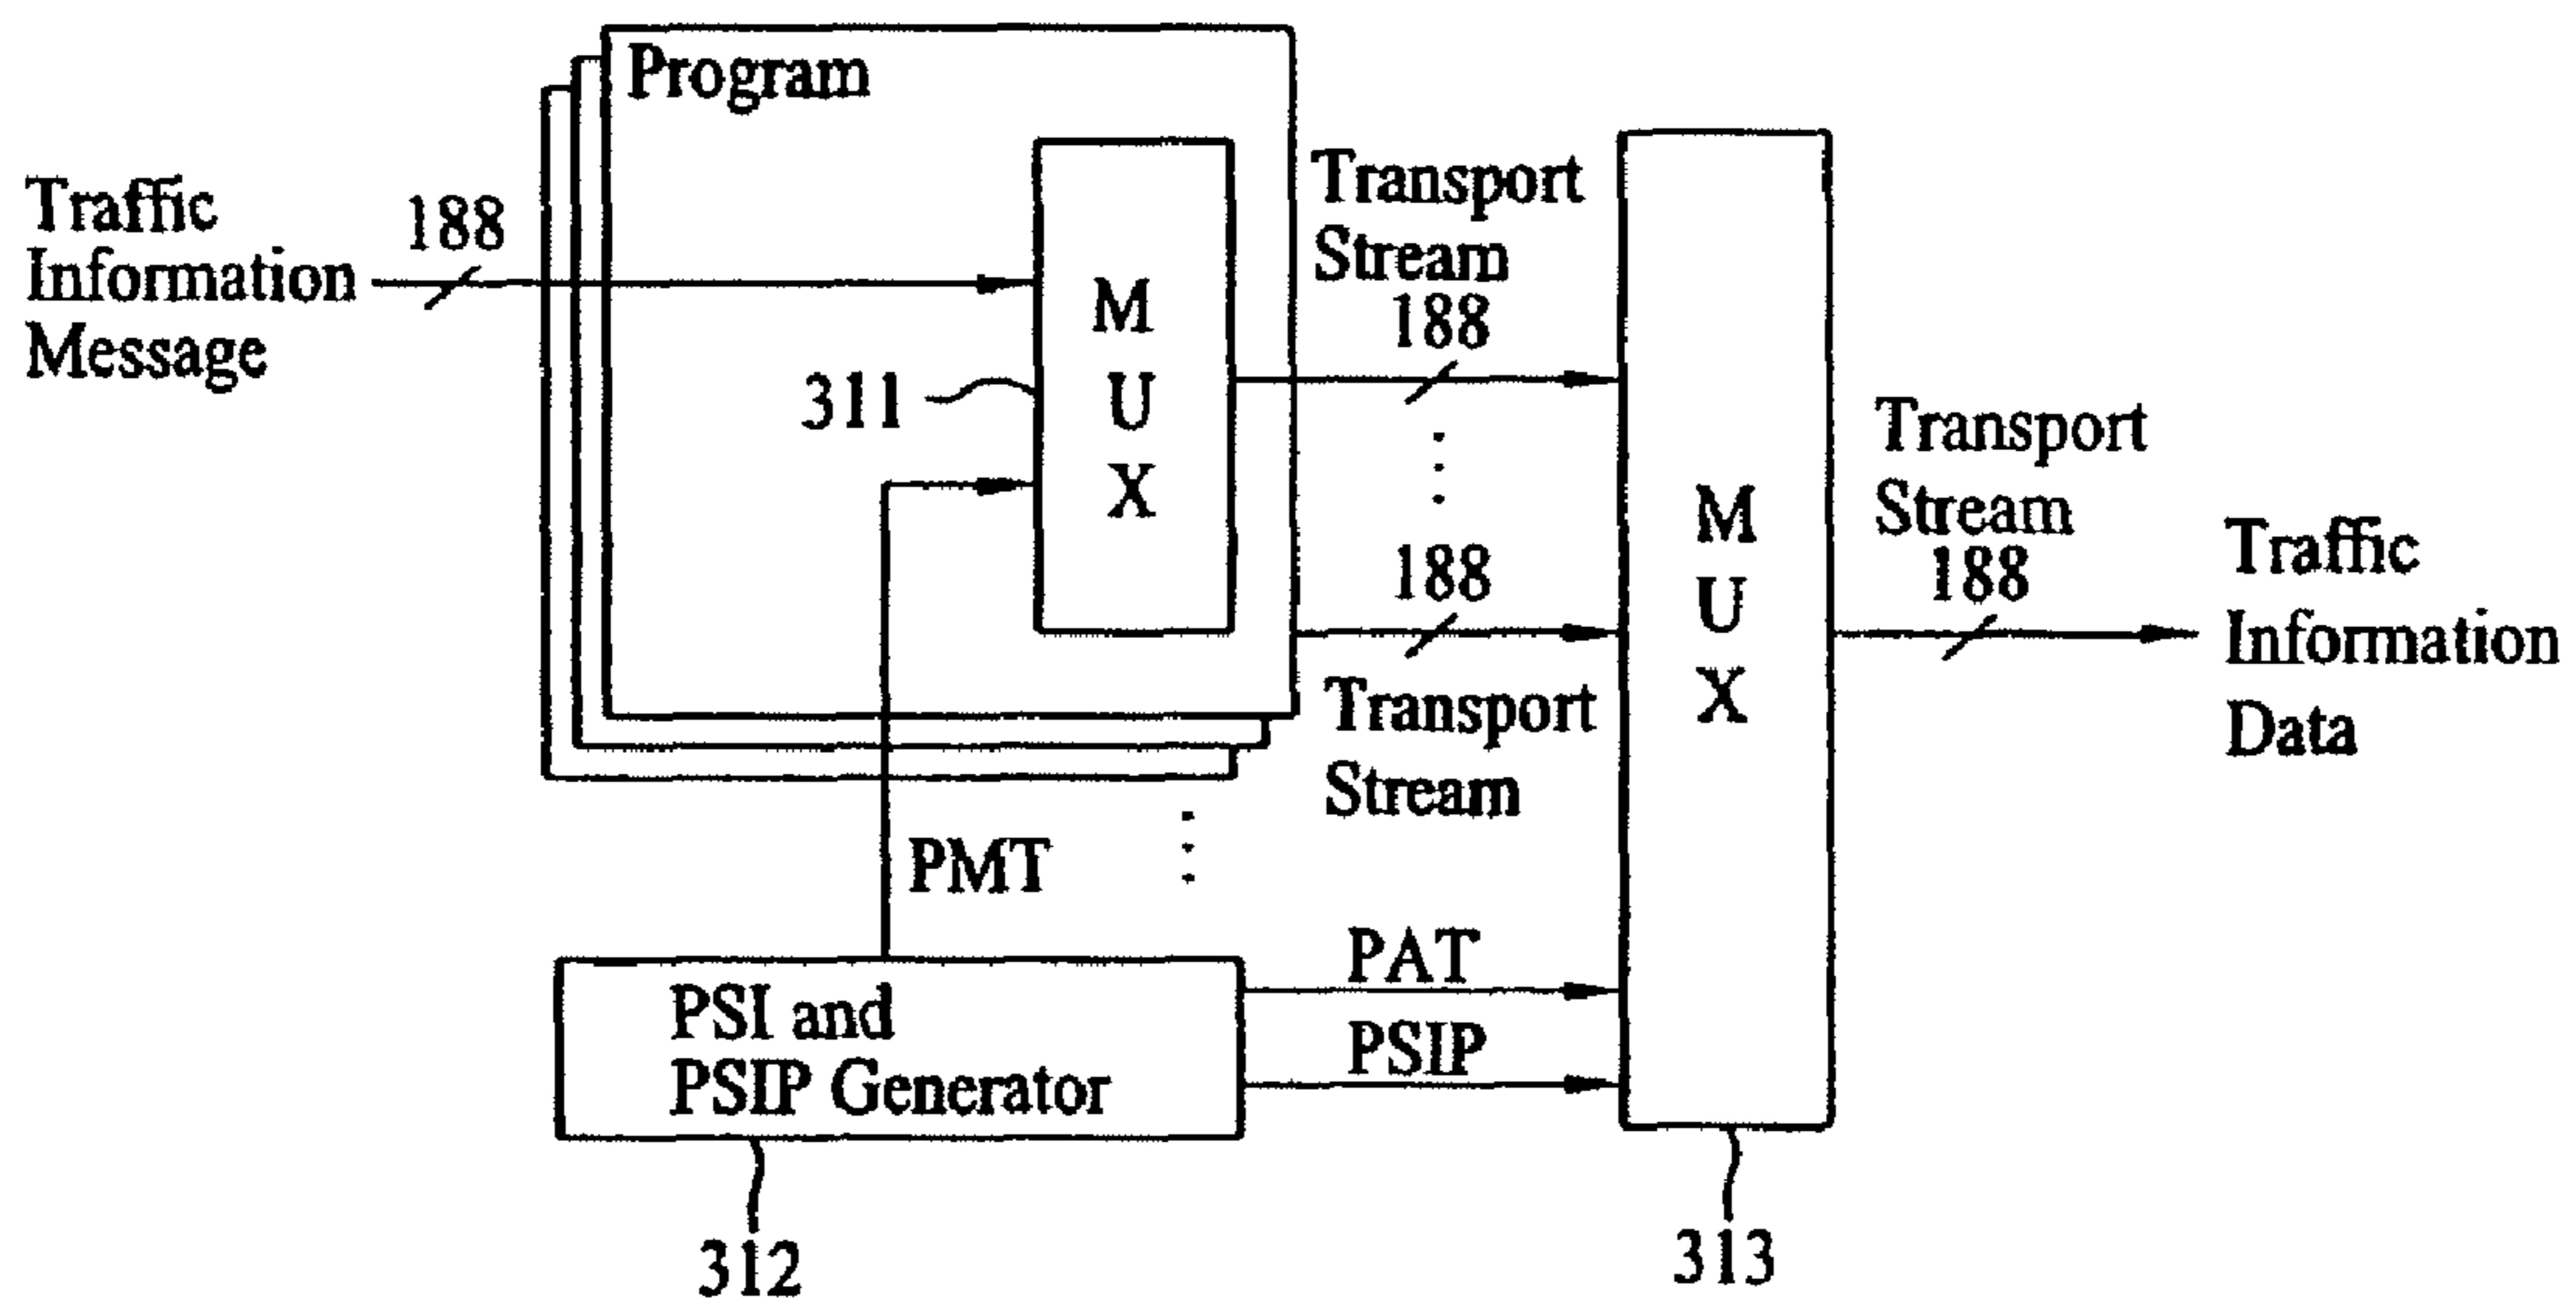 Program
Traffic
Information
Message
188
M
U
X
311
Transport
Stream
188
188
Transport
Stream
M
U
X
Transport
Stream
188
Traffic
Information
Data
PMT
PSI and
PSIP Generator
PAT
PSIP
312
313